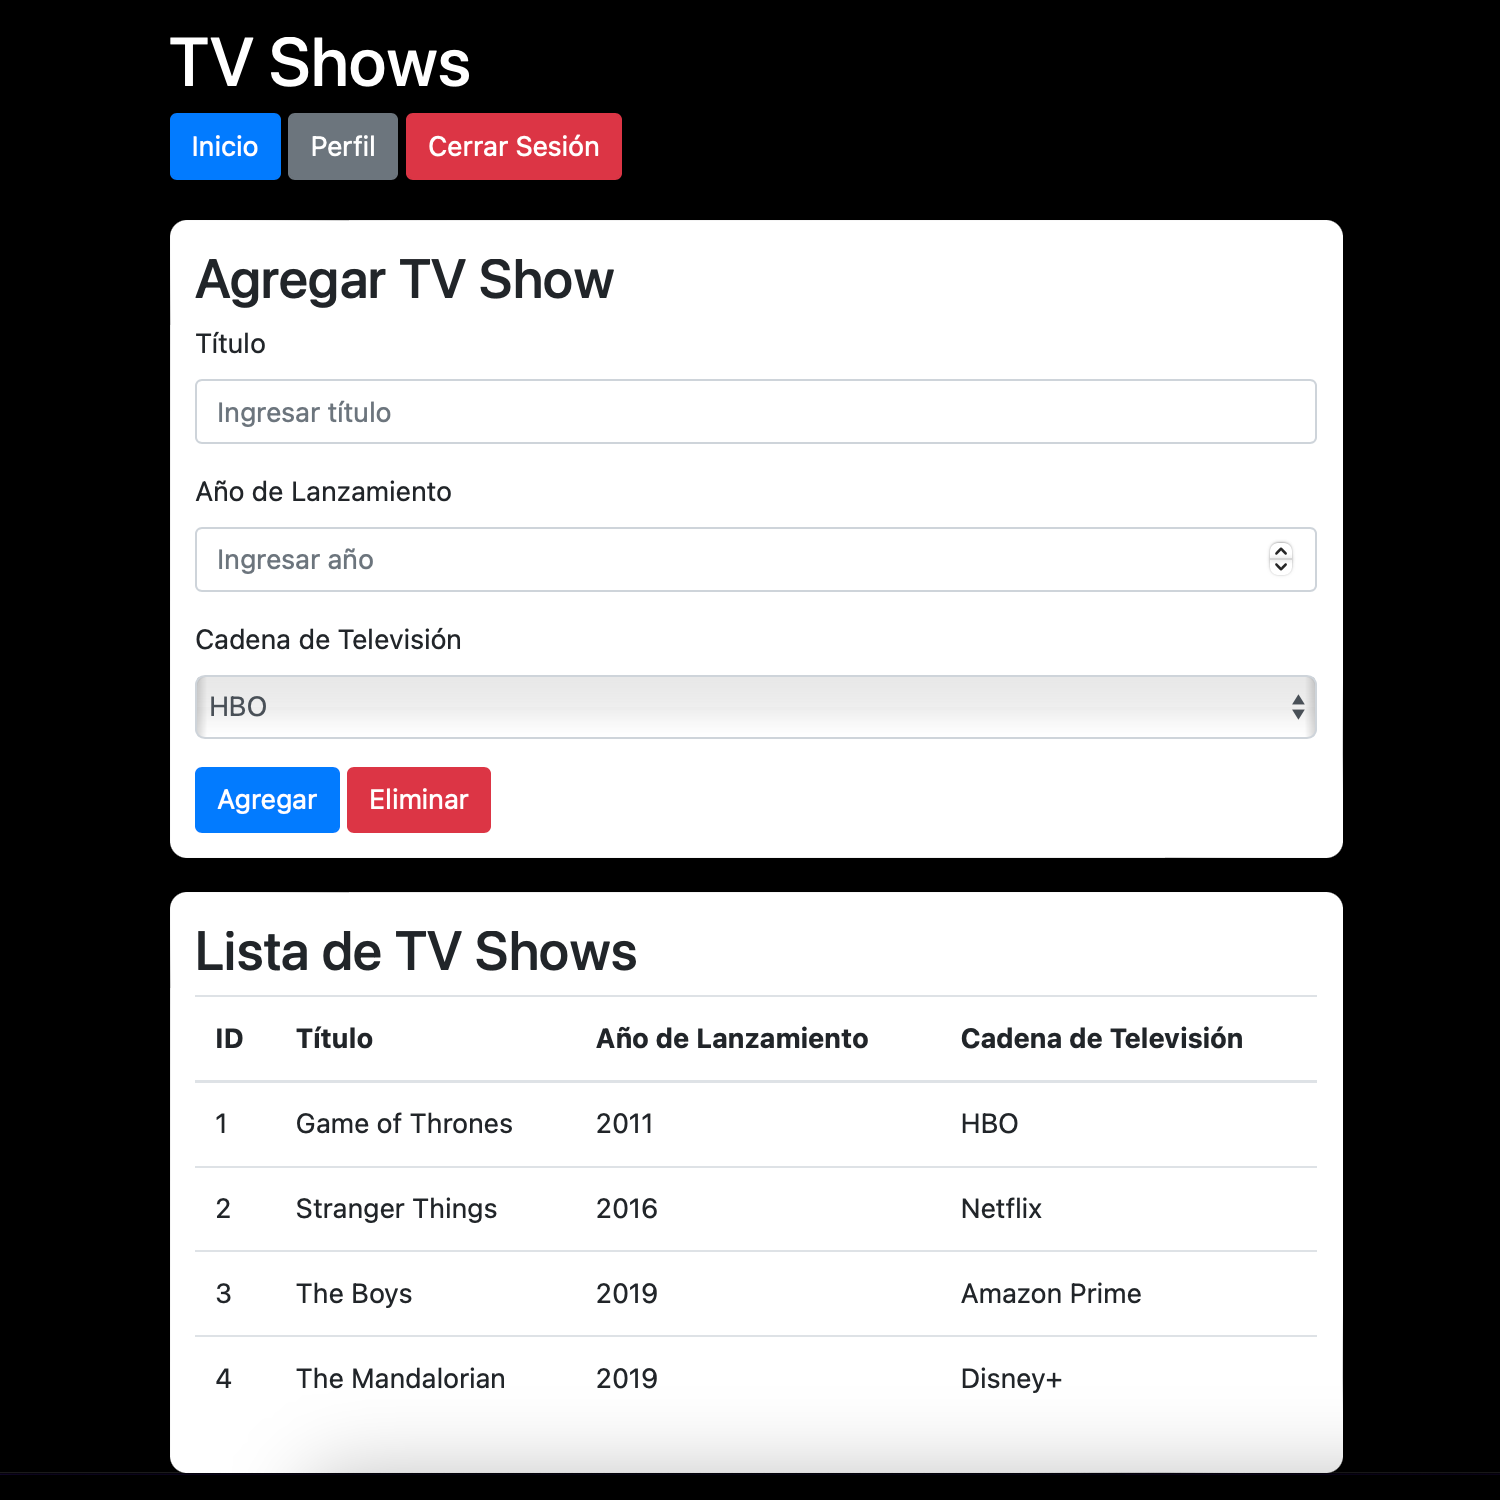 TV Shows
Inicio Perfil Cerrar Sesión
Agregar TV Show
Título
Ingresar título
Año de Lanzamiento
Ingresar año
Cadena de Televisión
HBO
Agregar Eliminar
Lista de TV Shows
ID Título Año de Lanzamiento Cadena de Televisión
1 Game of Thrones 2011 HBO
2 Stranger Things 2016 Netflix
3 The Boys 2019 Amazon Prime
4 The Mandalorian 2019 Disney+